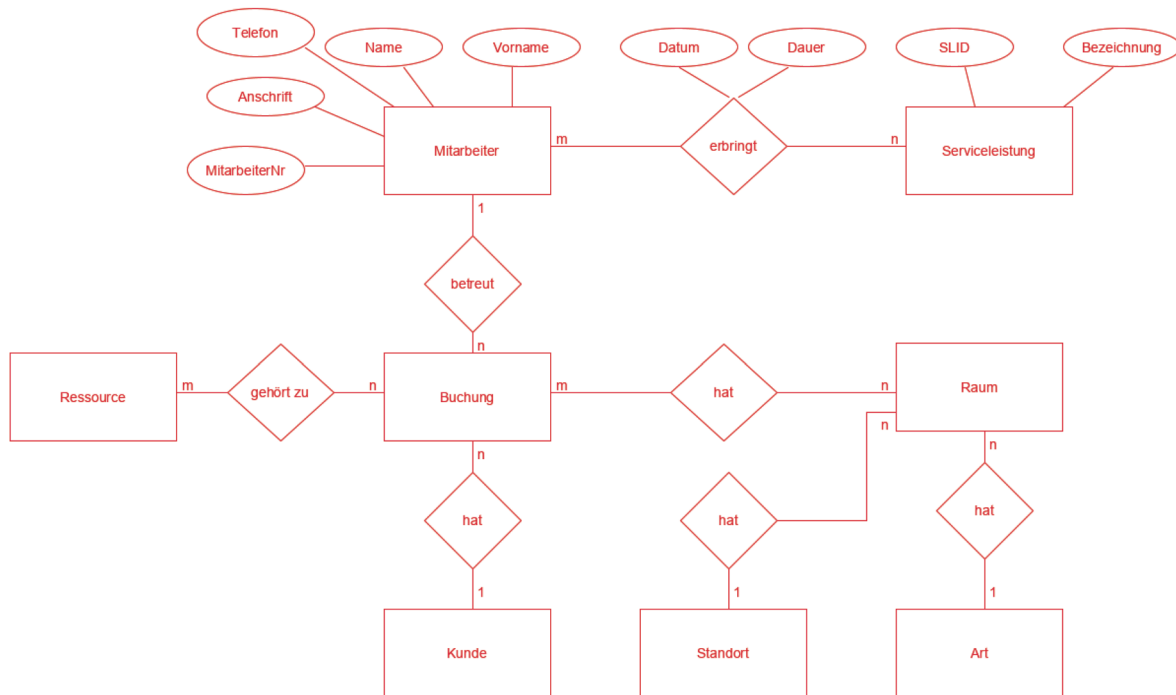 Telefon
Name
Vorname
Datum
Dauer
SLID
Bezeichnung
Anschrift
MitarbeiterNr
Mitarbeiter
m
erbringt
n
Serviceleistung
1
betreut
n
Ressource
m
gehört zu
n
Buchung
m
hat
n
Raum
n
n
n
hat
hat
hat
1
1
1
Kunde
Standort
Art